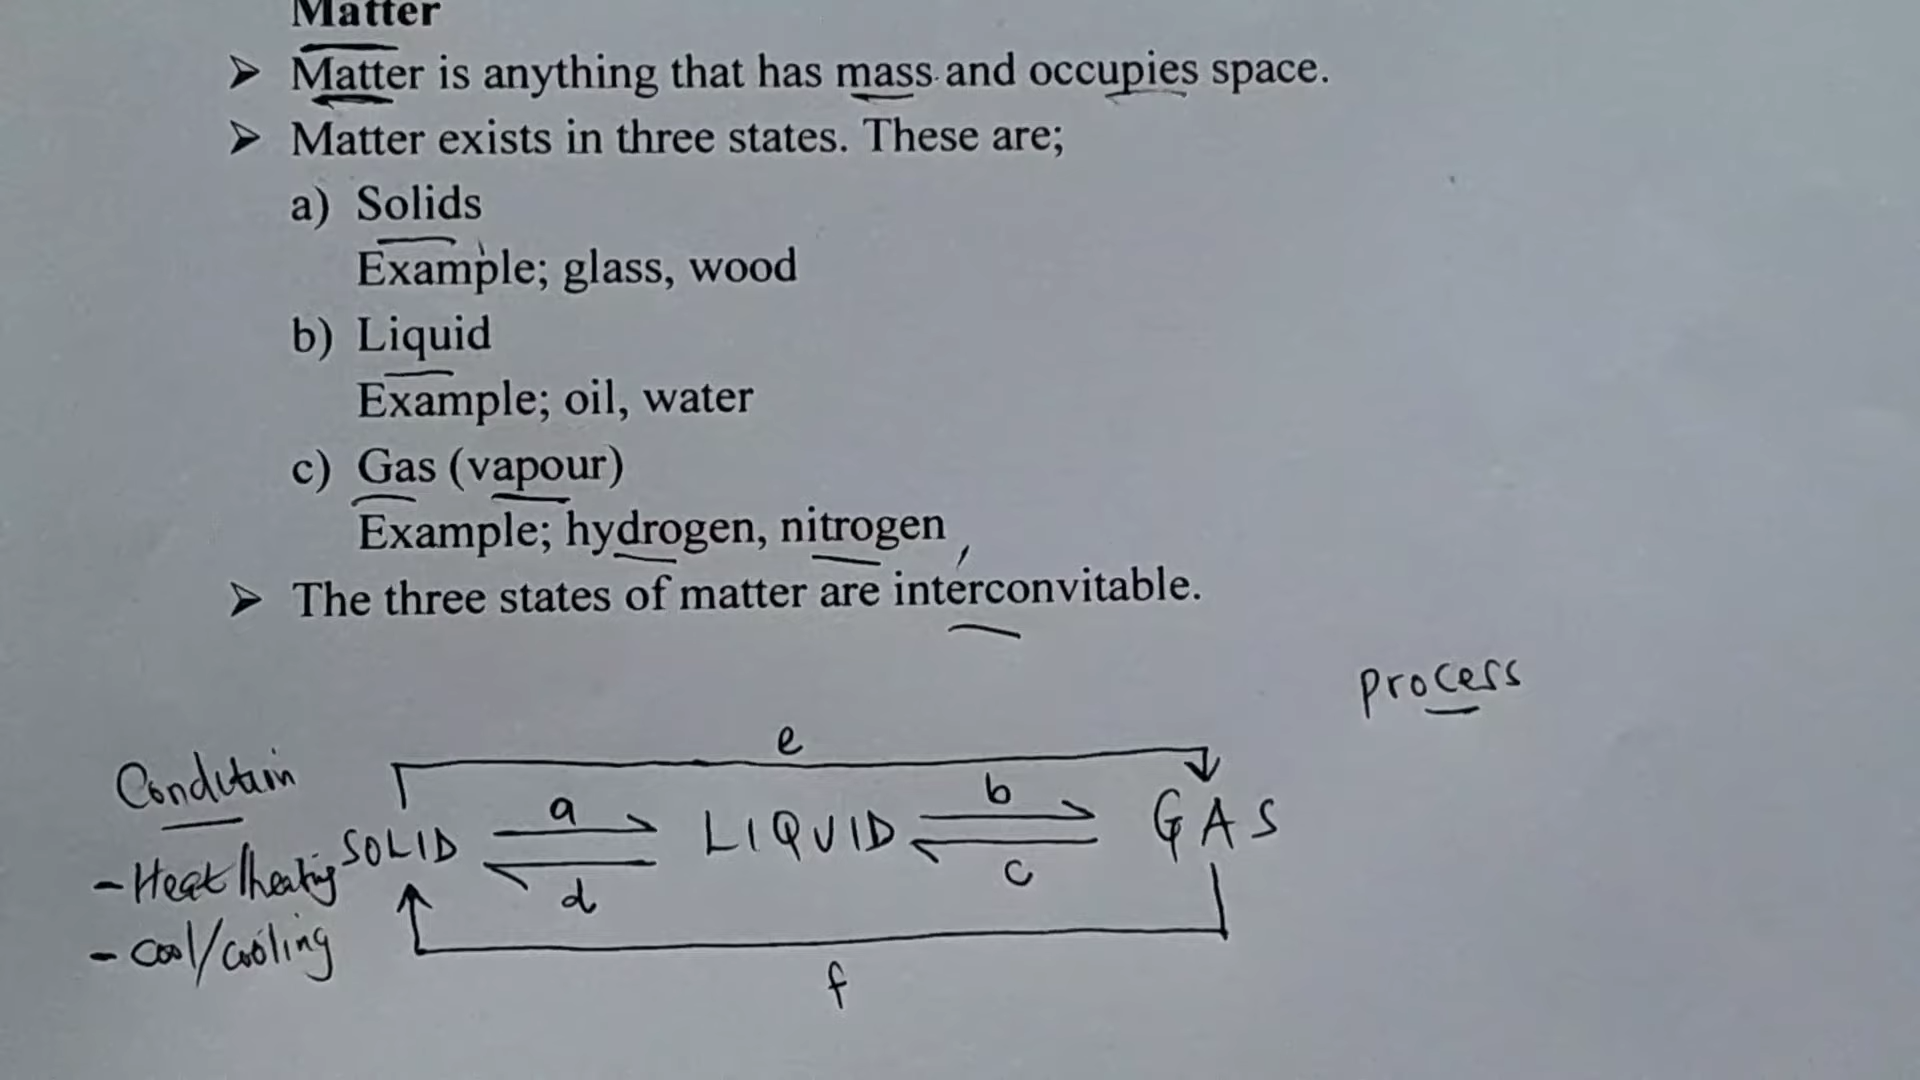 Matter
➤ Matter is anything that has mass and occupies space.
➤ Matter exists in three states. These are;
a) Solids
Example; glass, wood
b) Liquid
Example; oil, water
c) Gas (vapour)
Example; hydrogen, nitrogen
➤ The three states of matter are interconvitable.
process
e
Condition
a
b
SOLID
LIQUID
GAS
- Heat/heating
d
c
- cool/cooling
f